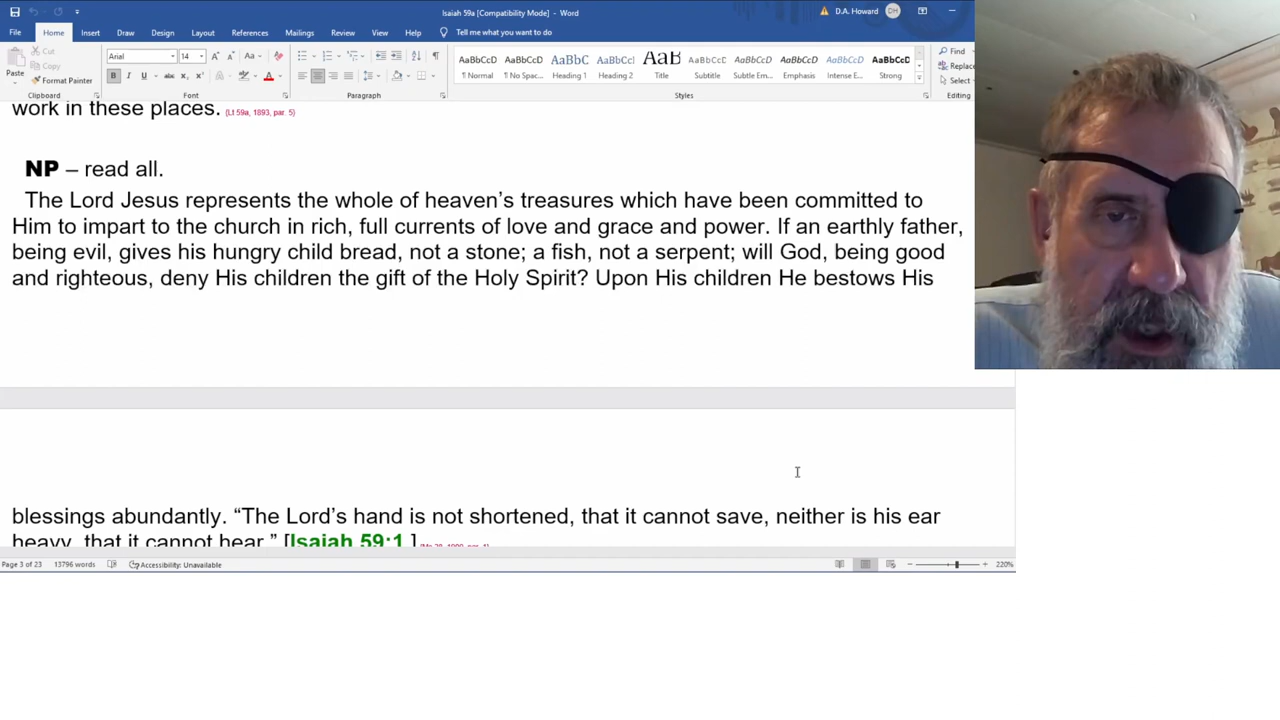 Isaiah 59a [Compatibility Mode] - Word
D.A. Howard DH
File Home Insert Draw Design Layout References Mailings Review View Help Tell me what you want to do
Paste
Cut
Copy
Format Painter
Clipboard
Arial 14
Font
Paragraph
AaBbCcD AaBbCcD AaBbC AaBbCcl AaB AaBbCcD AaBbCcD AaBbCcD AaBbCcD AaBbCcL
¶ Normal ¶ No Spac... Heading 1 Heading 2 Title Subtitle Subtle Em... Emphasis Intense E... Strong
Styles
Find
Replace
Select
Editing
work in these places. (Lt 59a, 1893, par. 5)
NP – read all.
The Lord Jesus represents the whole of heaven’s treasures which have been committed to
Him to impart to the church in rich, full currents of love and grace and power. If an earthly father,
being evil, gives his hungry child bread, not a stone; a fish, not a serpent; will God, being good
and righteous, deny His children the gift of the Holy Spirit? Upon His children He bestows His
blessings abundantly. “The Lord’s hand is not shortened, that it cannot save, neither is his ear
heavy, that it cannot hear.” [Isaiah 59:1.]
Page 3 of 23 13796 words Accessibility: Unavailable 220%